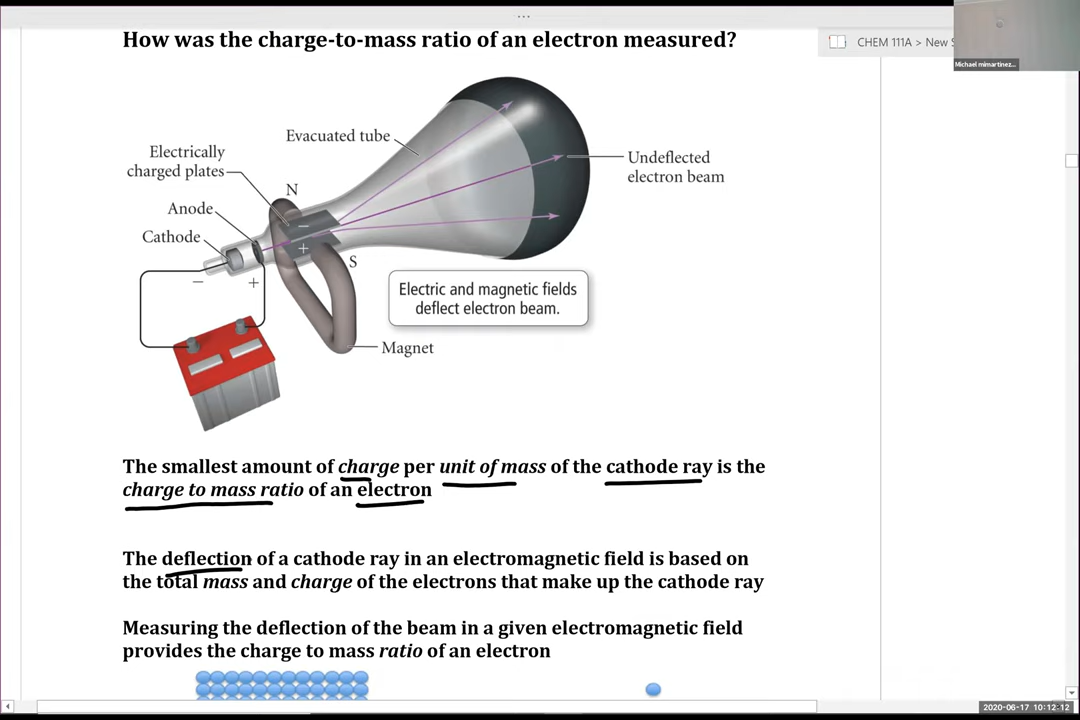 How was the charge-to-mass ratio of an electron measured?
CHEM 111A > New
Michael mimartinez...
Evacuated tube
Electrically
charged plates
N
Undeflected
electron beam
Anode
Cathode
−
+
S
−
+
Electric and magnetic fields
deflect electron beam.
Magnet
The smallest amount of charge per unit of mass of the cathode ray is the
charge to mass ratio of an electron
The deflection of a cathode ray in an electromagnetic field is based on
the total mass and charge of the electrons that make up the cathode ray
Measuring the deflection of the beam in a given electromagnetic field
provides the charge to mass ratio of an electron
2020-06-17 10:12:12